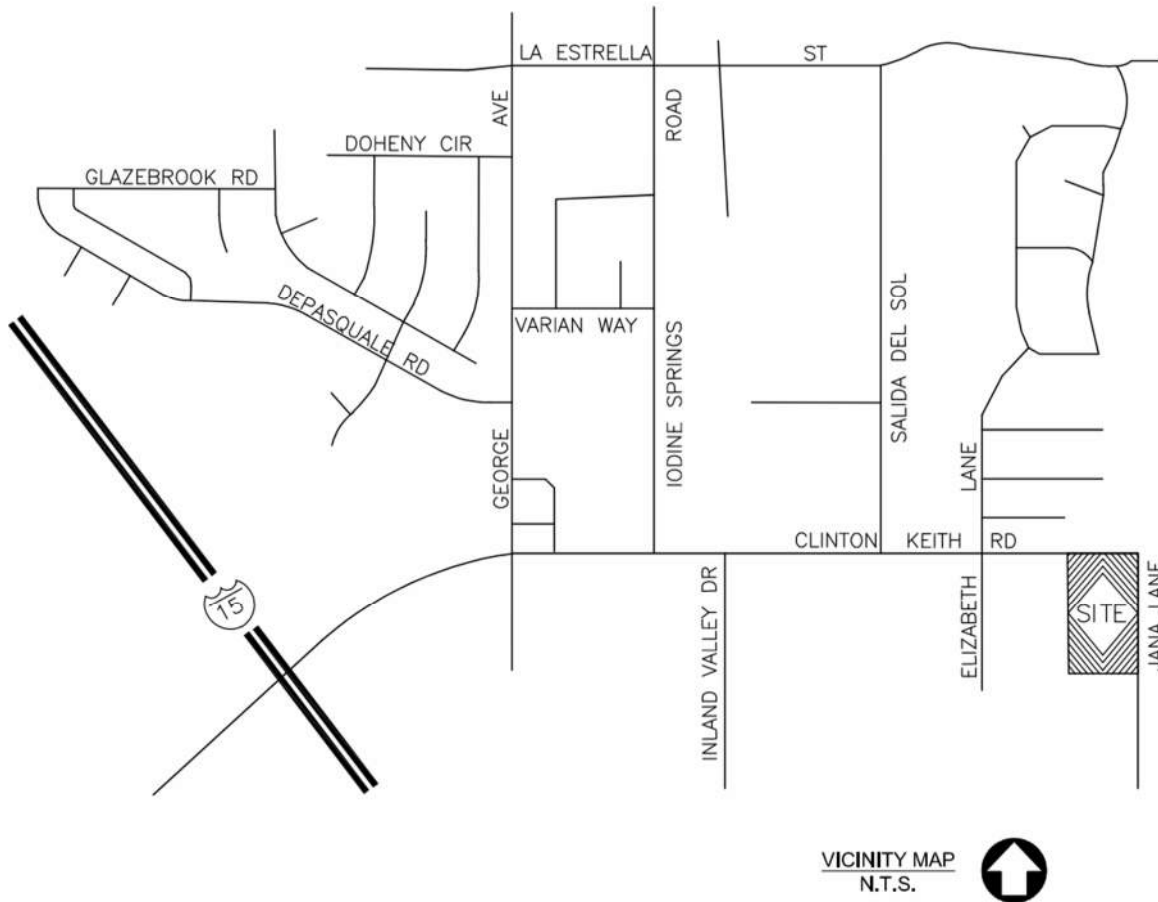 LA ESTRELLA ST
AVE
ROAD
DOHENY CIR
GLAZEBROOK RD
DEPASQUALE RD
VARIAN WAY
IODINE SPRINGS
SALIDA DEL SOL
GEORGE
LANE
CLINTON KEITH RD
15
INLAND VALLEY DR
ELIZABETH
SITE
JANA LANE
VICINITY MAP
N.T.S.